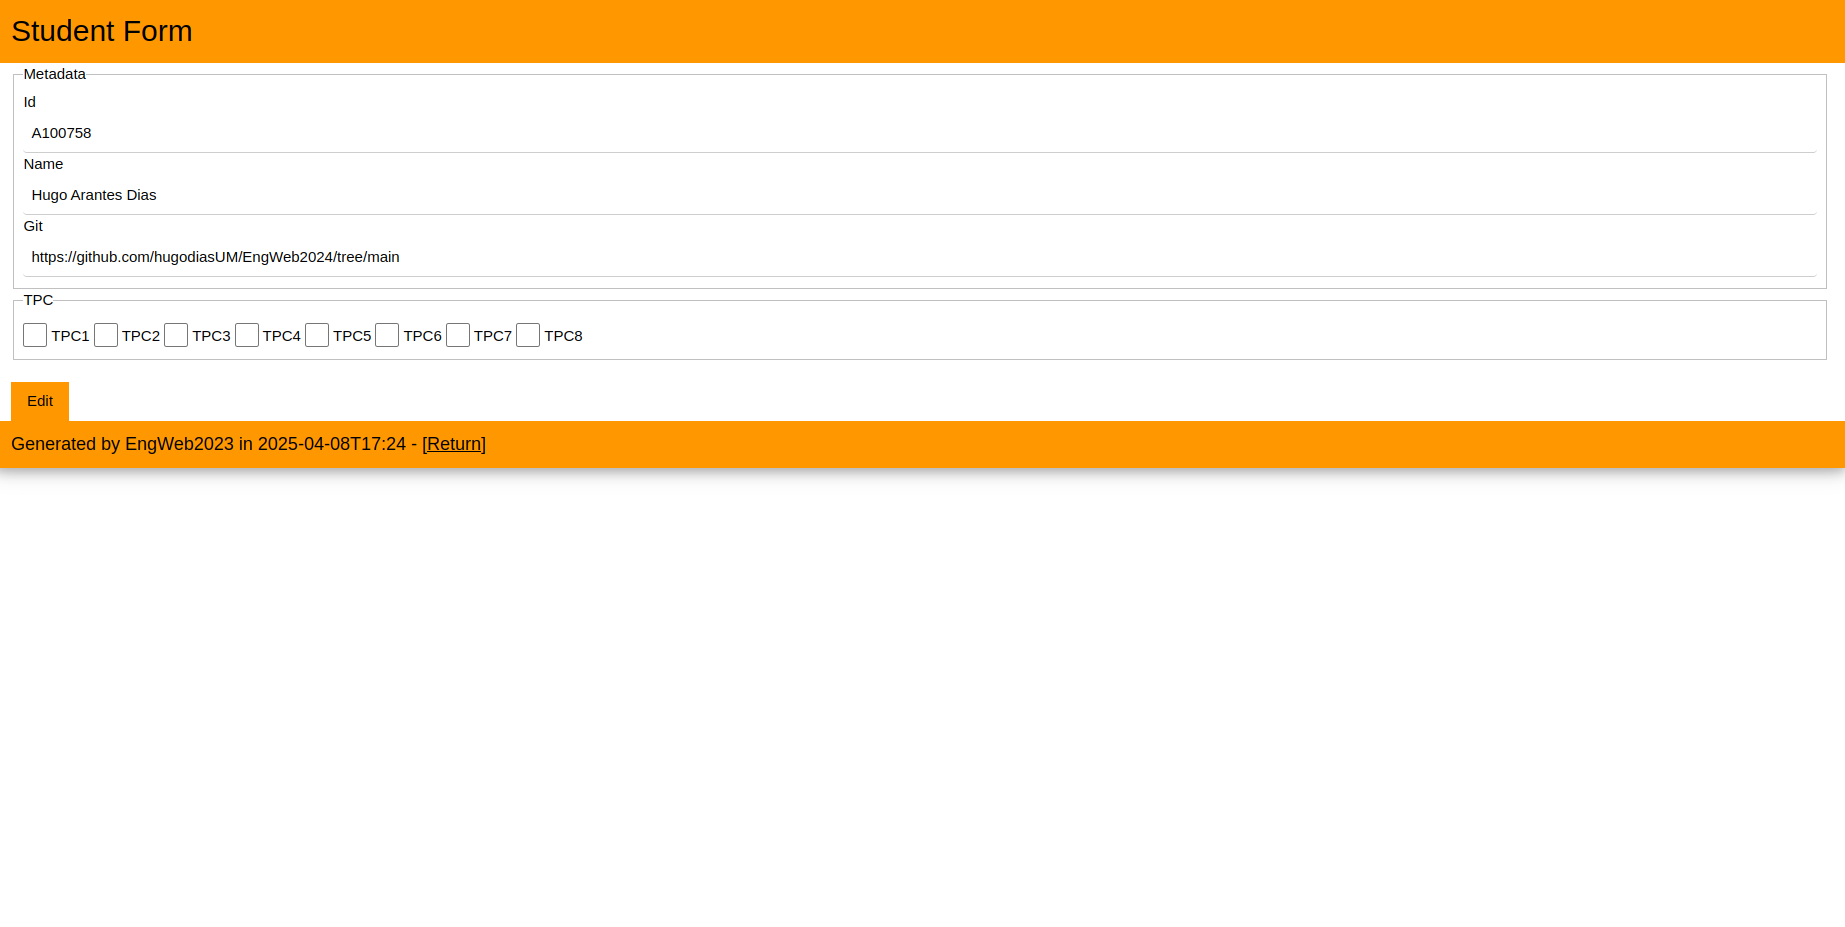 Student Form
Metadata
Id
A100758
Name
Hugo Arantes Dias
Git
https://github.com/hugodiasUM/EngWeb2024/tree/main
TPC
TPC1 TPC2 TPC3 TPC4 TPC5 TPC6 TPC7 TPC8
Edit
Generated by EngWeb2023 in 2025-04-08T17:24 - [Return]